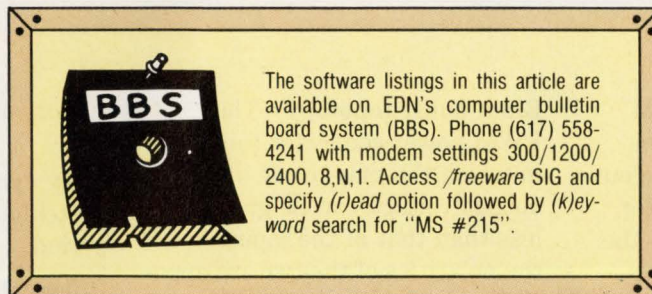 BBS
The software listings in this article are
available on EDN's computer bulletin
board system (BBS). Phone (617) 558-
4241 with modem settings 300/1200/
2400, 8,N,1. Access /freeware SIG and
specify (r)ead option followed by (k)ey-
word search for "MS #215".